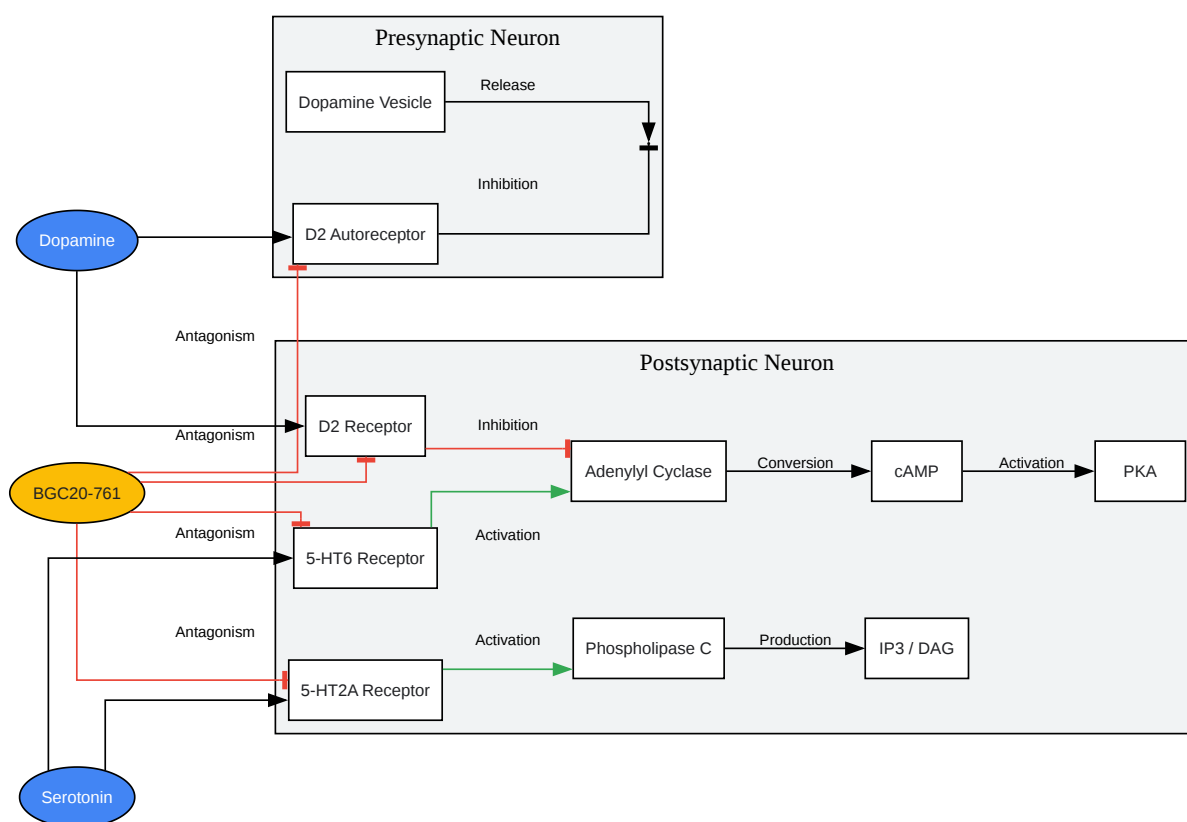 Presynaptic Neuron
Dopamine Vesicle
Release
Inhibition
D2 Autoreceptor
Dopamine
Antagonism
Postsynaptic Neuron
D2 Receptor
Inhibition
Antagonism
Adenylyl Cyclase
Conversion
cAMP
Activation
PKA
BGC20-761
Antagonism
5-HT6 Receptor
Activation
Antagonism
Activation
Phospholipase C
Production
IP3 / DAG
5-HT2A Receptor
Serotonin